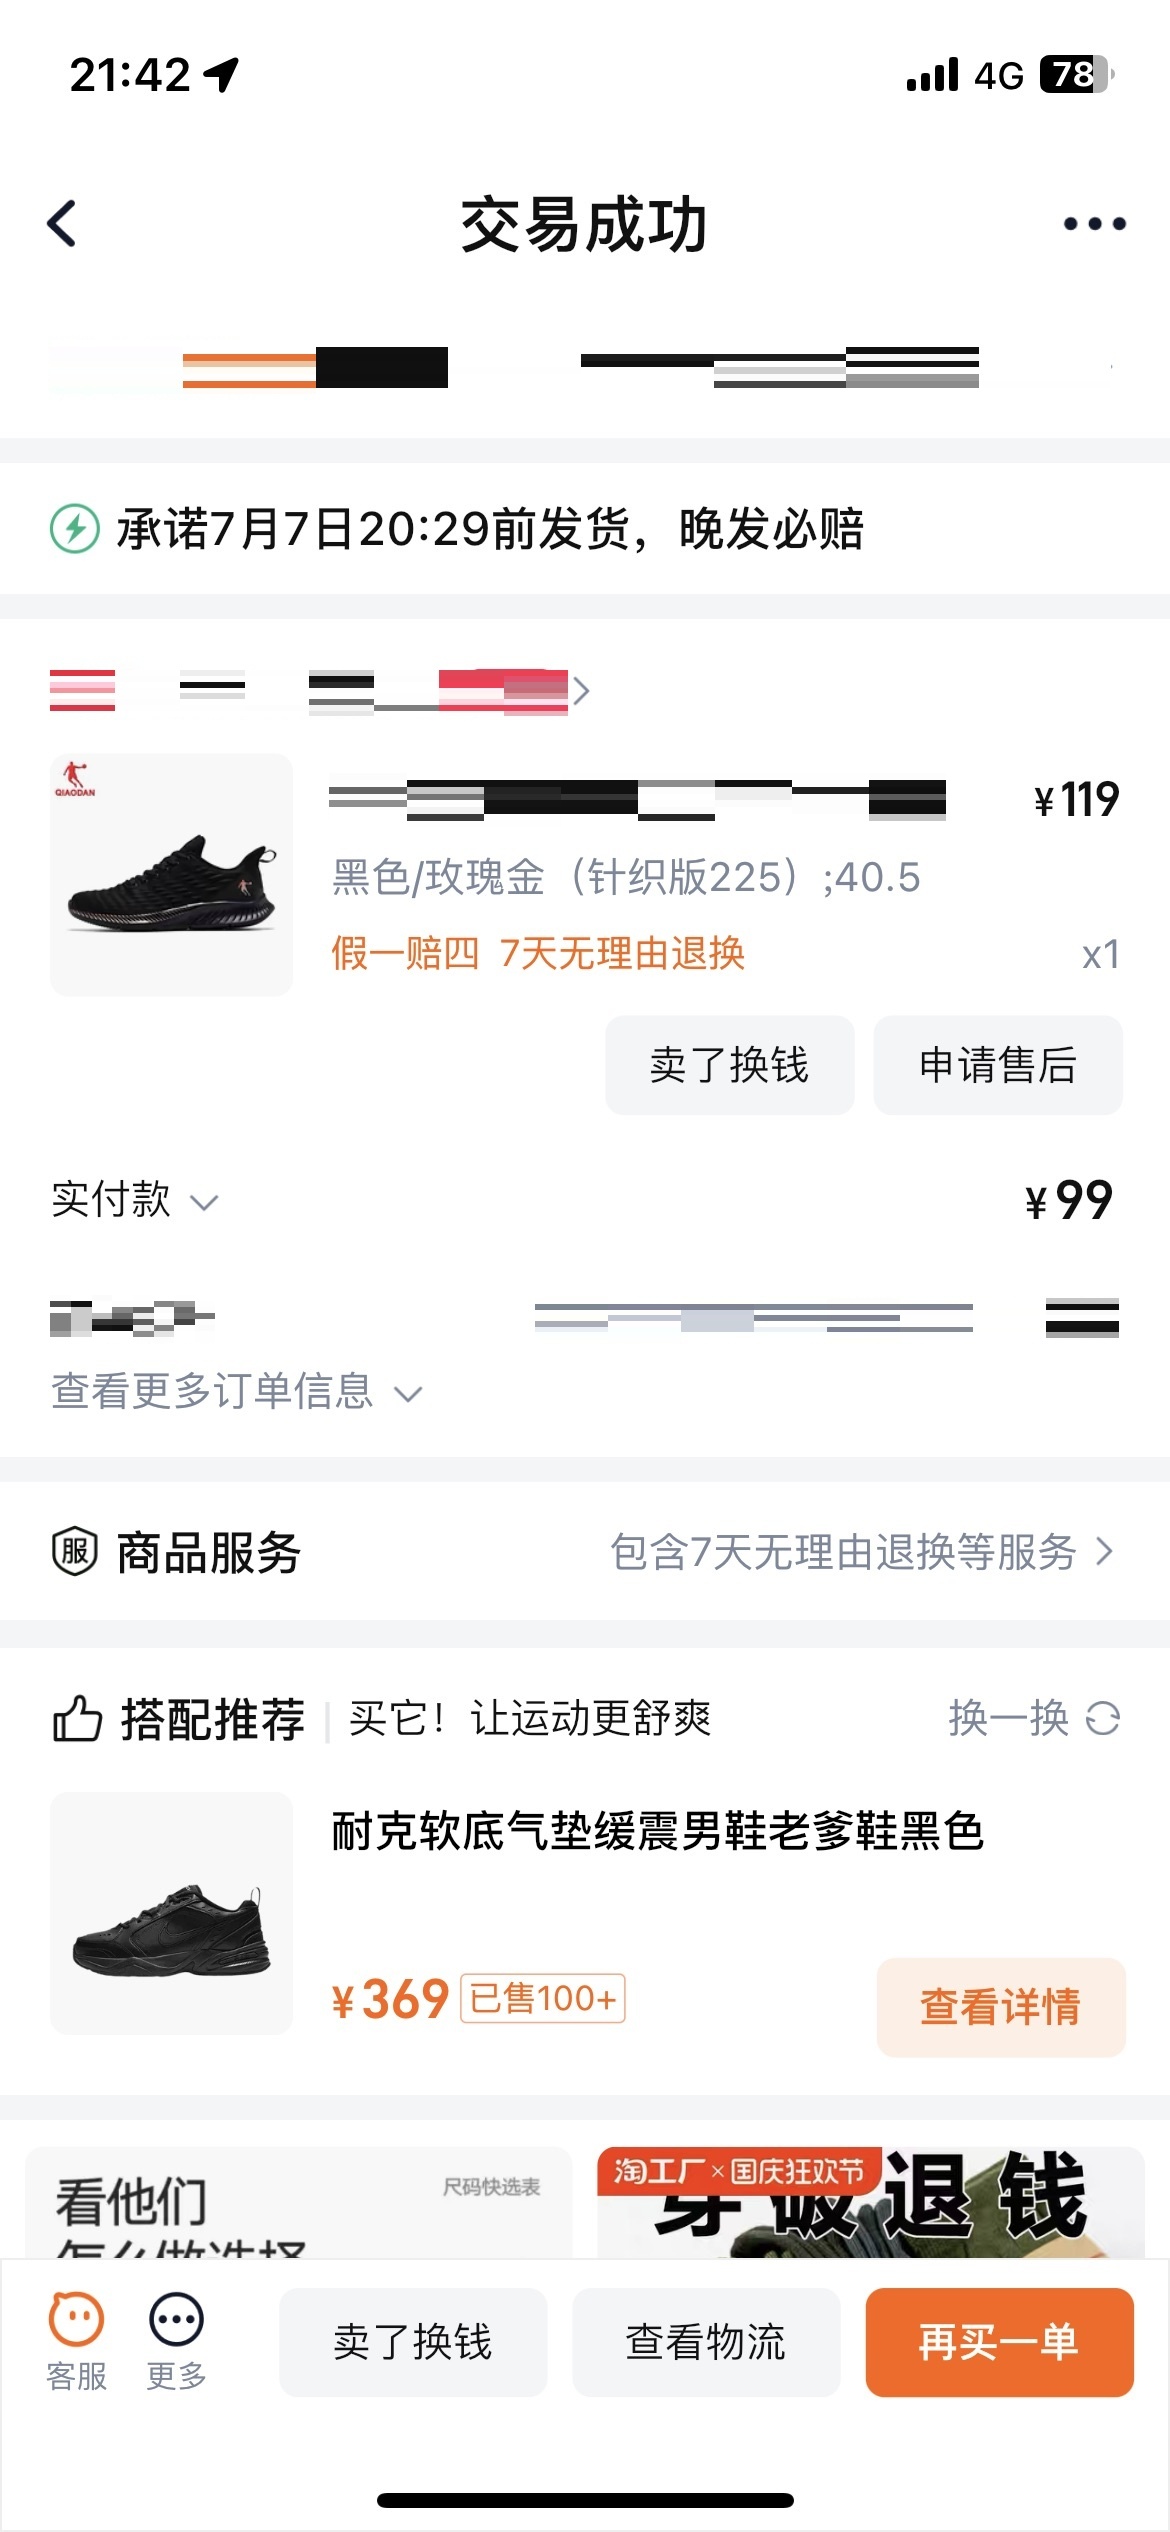 21:42
4G 78
交易成功
承诺7月7日20:29前发货，晚发必赔
QIAODAN
¥119
黑色/玫瑰金（针织版225）;40.5
假一赔四 7天无理由退换
x1
卖了换钱
申请售后
实付款
¥99
查看更多订单信息
服 商品服务
包含7天无理由退换等服务
搭配推荐
买它！让运动更舒爽
换一换
耐克软底气垫缓震男鞋老爹鞋黑色
¥369 已售100+
查看详情
看他们
尺码快选表
怎么做选择
淘工厂×国庆狂欢节
穿破退钱
客服
更多
卖了换钱
查看物流
再买一单